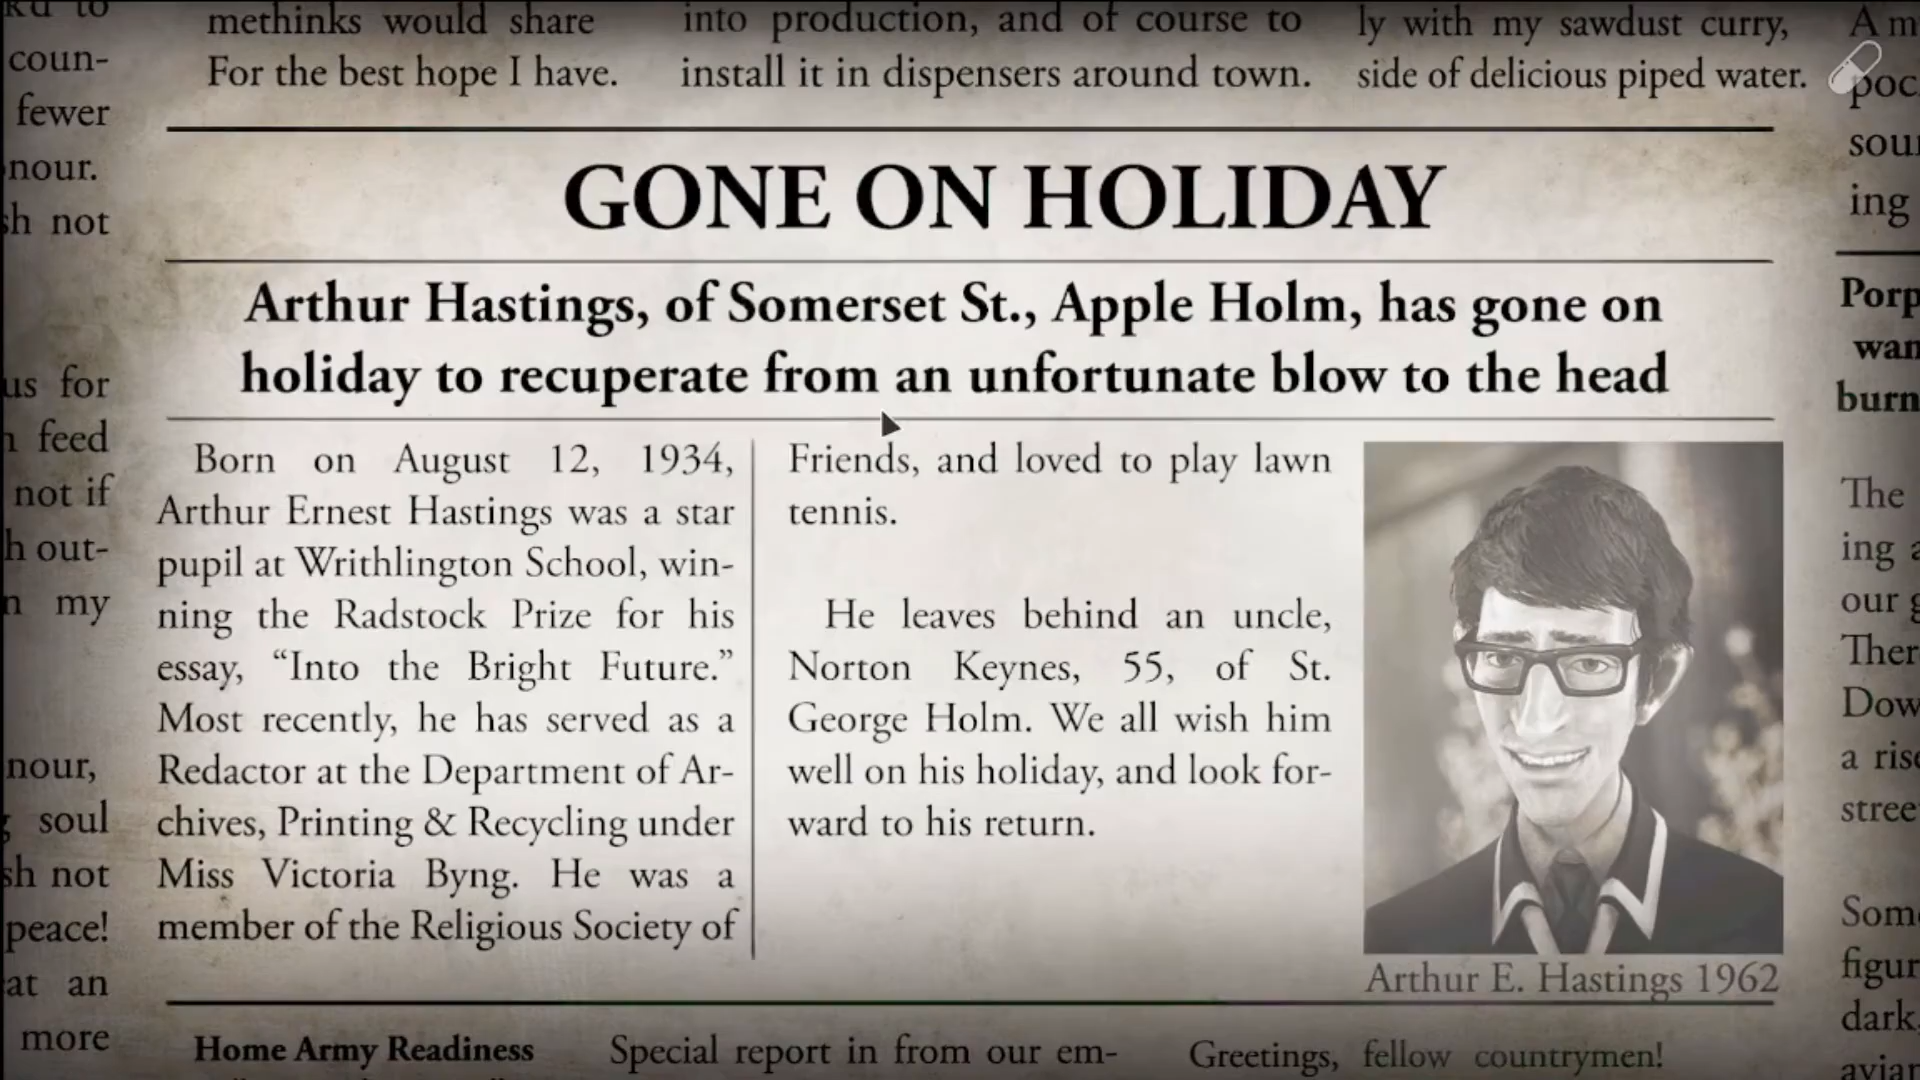 coun-
fewer
sh not
us for
feed
not if
h out-
my
soul
sh not
peace!
at an
more
methinks would share
For the best hope I have.
into production, and of course to
install it in dispensers around town.
ly with my sawdust curry,
side of delicious piped water.
GONE ON HOLIDAY
Arthur Hastings, of Somerset St., Apple Holm, has gone on
holiday to recuperate from an unfortunate blow to the head
Born on August 12, 1934,
Arthur Ernest Hastings was a star
pupil at Writhlington School, win-
ning the Radstock Prize for his
essay, “Into the Bright Future.”
Most recently, he has served as a
Redactor at the Department of Ar-
chives, Printing & Recycling under
Miss Victoria Byng. He was a
member of the Religious Society of
Friends, and loved to play lawn
tennis.
He leaves behind an uncle,
Norton Keynes, 55, of St.
George Holm. We all wish him
well on his holiday, and look for-
ward to his return.
Arthur E. Hastings 1962
Home Army Readiness
Special report in from our em-
Greetings, fellow countrymen!
ing
Porp
wan
burn
The
ing a
our g
Ther
Dow
a rise
stree
Some
figur
dark.
avian